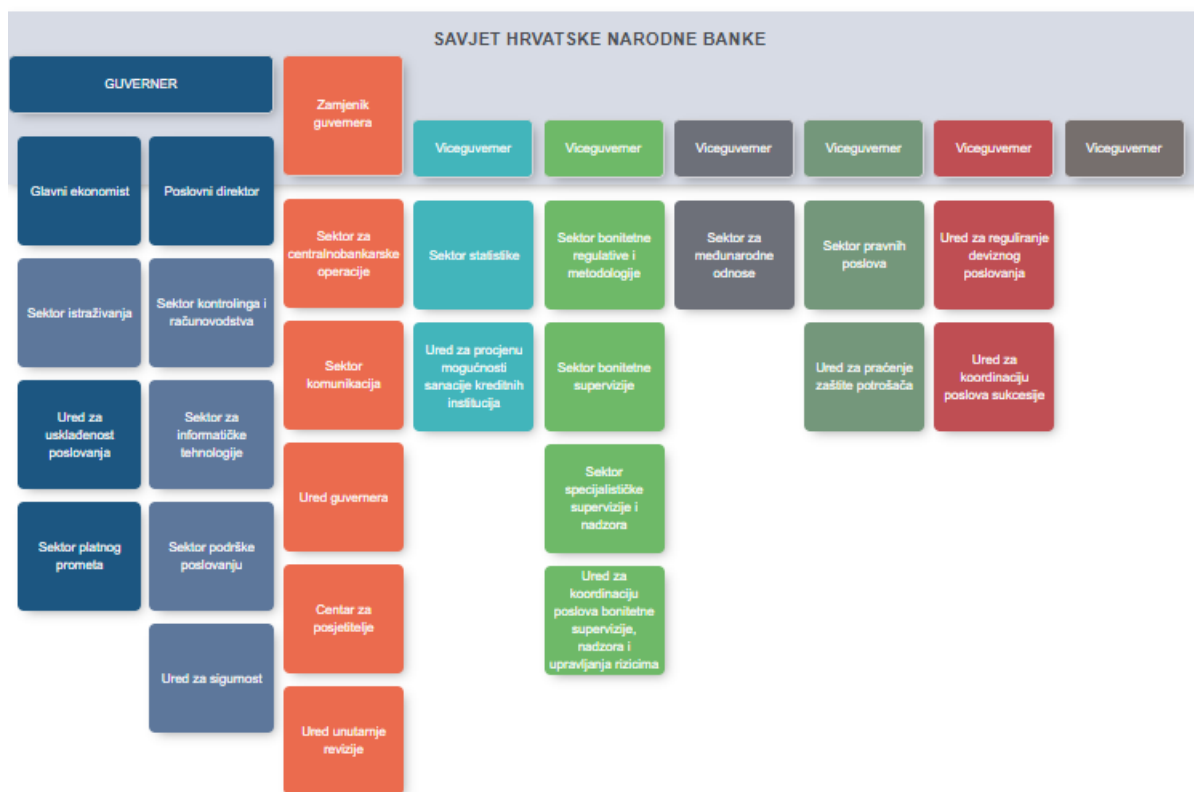 SAVJET HRVATSKE NARODNE BANKE
GUVERNER
Glavni ekonomist
Sektor istraživanja
Ured za
usklađenost
poslovanja
Sektor platnog
prometa
Poslovni direktor
Sektor kontrolinga i
računovodstva
Sektor za
informatičke
tehnologije
Sektor podrške
poslovanju
Ured za sigurnost
Zamjenik
guvernera
Sektor za
centralnobankarske
operacije
Sektor
komunikacija
Ured guvernera
Centar za
posjetitelje
Ured unutarnje
revizije
Viceguverner
Sektor statistike
Ured za procjenu
mogućnosti
sanacije kreditnih
institucija
Viceguverner
Sektor bonitetne
regulative i
metodologije
Sektor bonitetne
supervizije
Sektor
specijalističke
supervizije i
nadzora
Ured za
koordinaciju
poslova bonitetne
supervizije,
nadzora i
upravljanja rizicima
Viceguverner
Sektor za
međunarodne
odnose
Viceguverner
Sektor pravnih
poslova
Ured za praćenje
zaštite potrošača
Viceguverner
Ured za reguliranje
deviznog
poslovanja
Ured za
koordinaciju
poslova sukcesije
Viceguverner